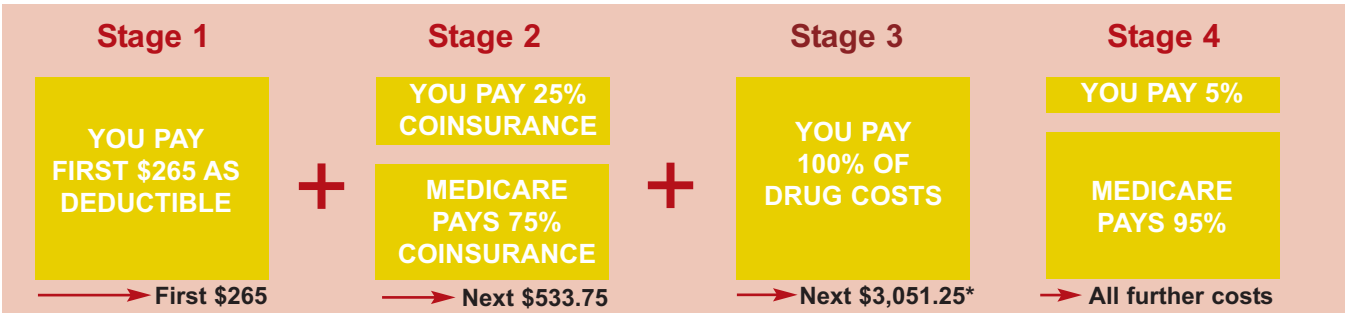 Stage 1
YOU PAY
FIRST $265 AS
DEDUCTIBLE
First $265
+
Stage 2
YOU PAY 25%
COINSURANCE
MEDICARE
PAYS 75%
COINSURANCE
Next $533.75
+
Stage 3
YOU PAY
100% OF
DRUG COSTS
Next $3,051.25*
Stage 4
YOU PAY 5%
MEDICARE
PAYS 95%
All further costs